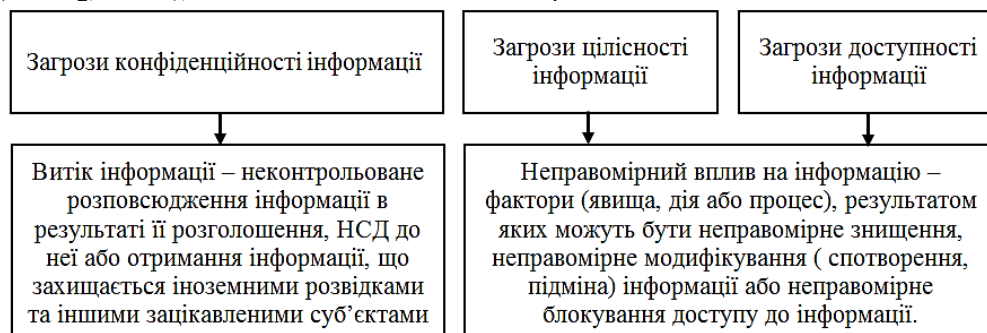 Загрози конфіденційності інформації
Загрози цілісності
інформації
Загрози доступності
інформації
Витік інформації – неконтрольоване
розповсюдження інформації в
результаті її розголошення, НСД до
неї або отримання інформації, що
захищається іноземними розвідками
та іншими зацікавленими суб’єктами
Неправомірний вплив на інформацію –
фактори (явища, дія або процес), результатом
яких можуть бути неправомірне знищення,
неправомірне модифікування ( спотворення,
підміна) інформації або неправомірне
блокування доступу до інформації.